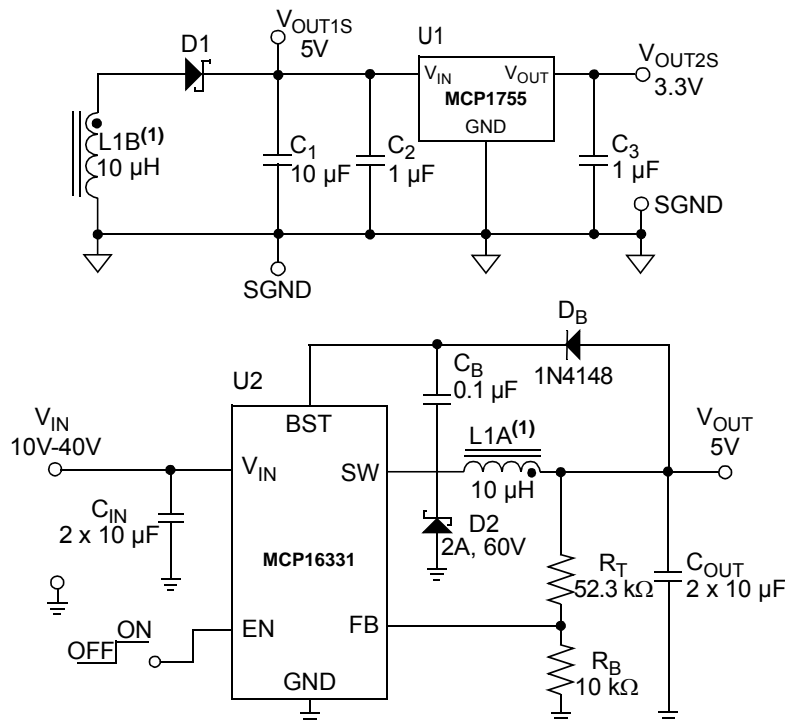 D1
VOUT1S
5V
U1
VIN
VOUT
MCP1755
GND
VOUT2S
3.3V
L1B(1)
10 µH
C1
10 µF
C2
1 µF
C3
1 µF
SGND
SGND
DB
1N4148
CB
0.1 µF
U2
BST
VIN
10V-40V
VIN
SW
L1A(1)
10 µH
VOUT
5V
CIN
2 x 10 µF
D2
2A, 60V
MCP16331
RT
52.3 kΩ
COUT
2 x 10 µF
ON
OFF
EN
FB
RB
10 kΩ
GND